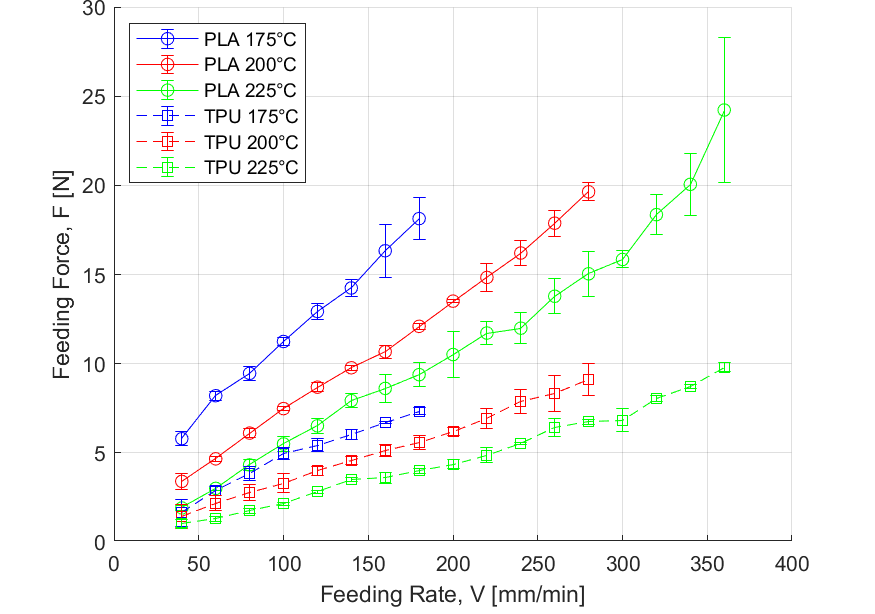 30
25
20
15
10
5
0
Feeding Force, F [N]
PLA 175°C
PLA 200°C
PLA 225°C
TPU 175°C
TPU 200°C
TPU 225°C
0 50 100 150 200 250 300 350 400
Feeding Rate, V [mm/min]